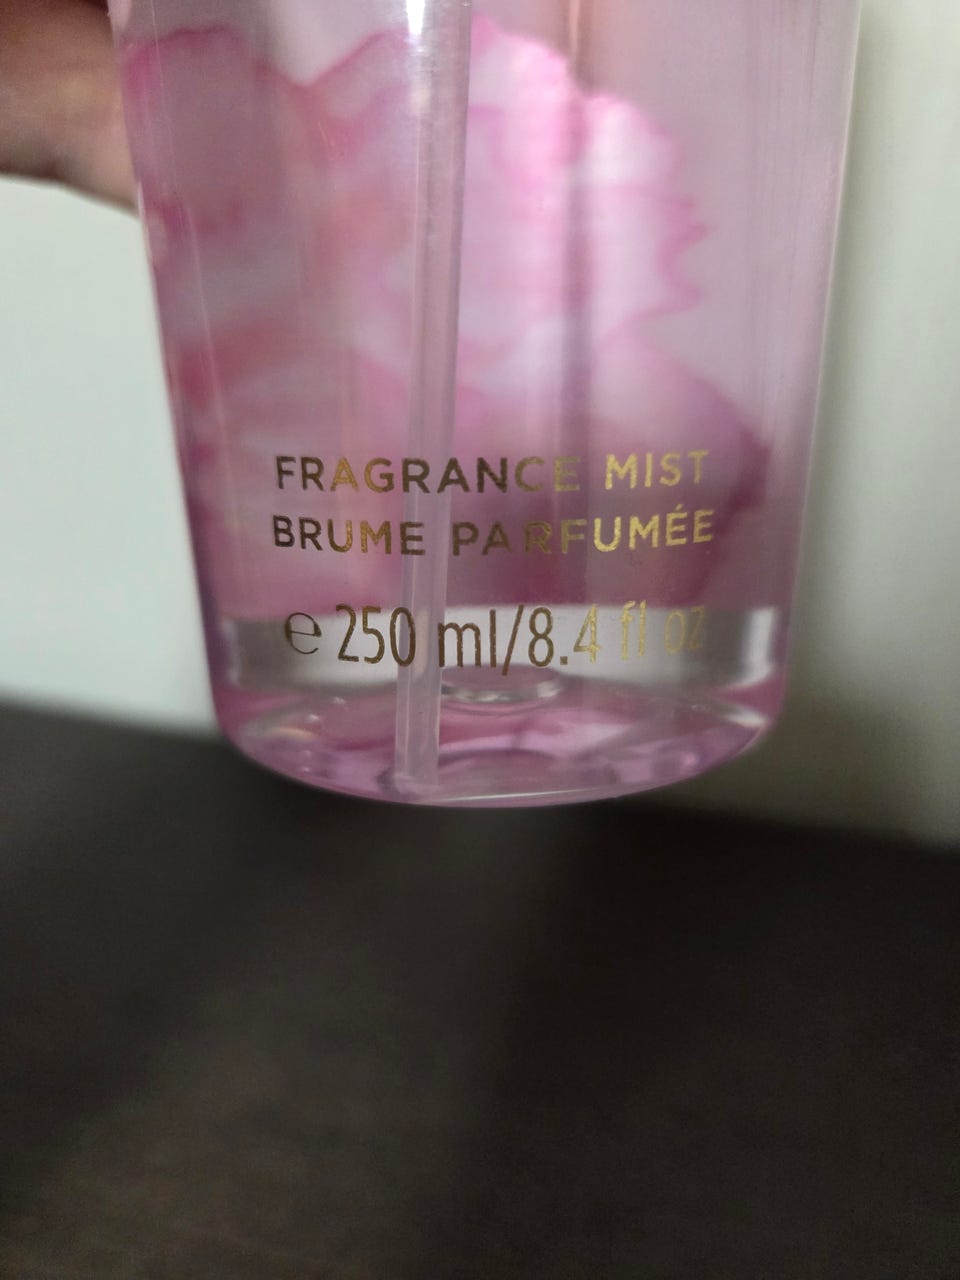 FRAGRANCE MIST
BRUME PARFUMÉE
℮ 250 ml/8.4 fl oz